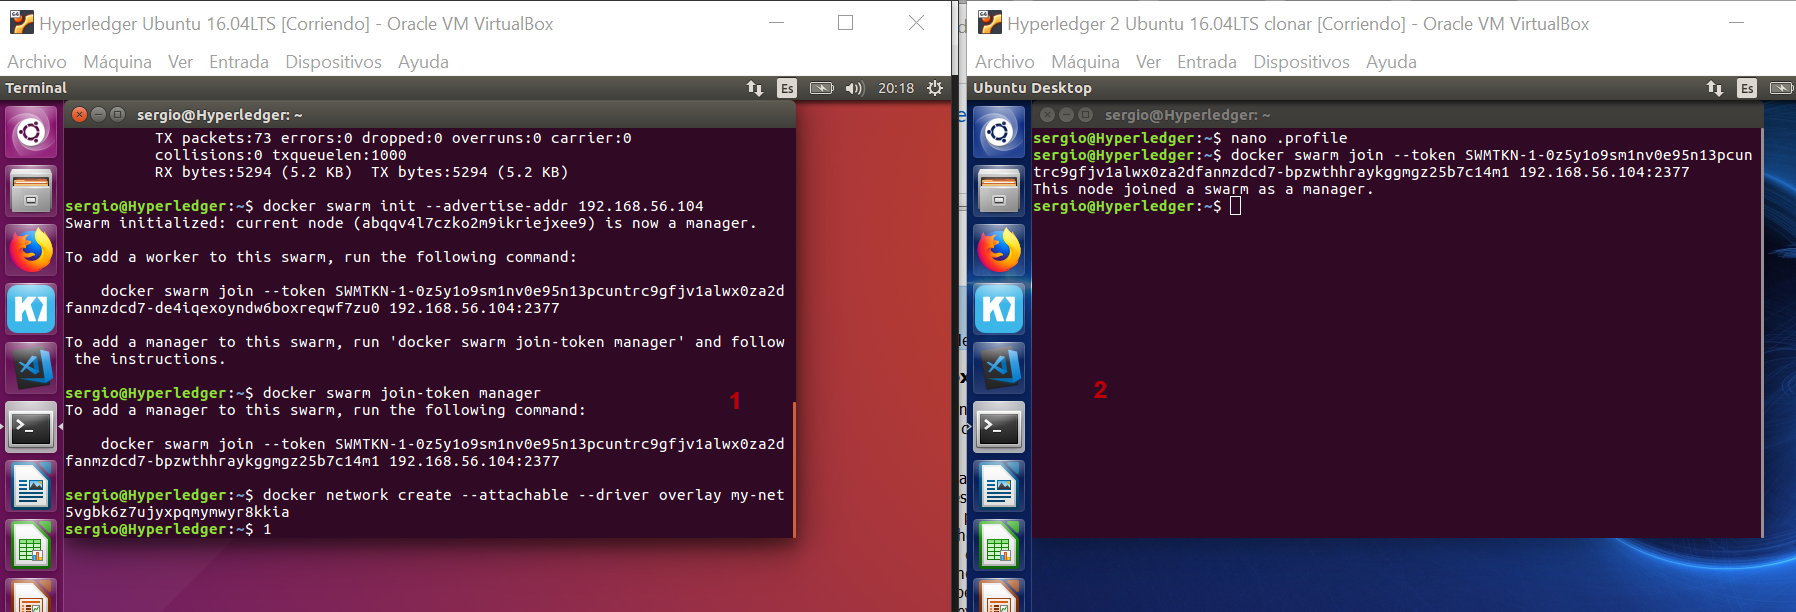 Hyperledger Ubuntu 16.04LTS [Corriendo] - Oracle VM VirtualBox
Archivo Máquina Ver Entrada Dispositivos Ayuda
Terminal
Es
20:18
sergio@Hyperledger: ~
TX packets:73 errors:0 dropped:0 overruns:0 carrier:0
collisions:0 txqueuelen:1000
RX bytes:5294 (5.2 KB) TX bytes:5294 (5.2 KB)
sergio@Hyperledger:~$ docker swarm init --advertise-addr 192.168.56.104
Swarm initialized: current node (abqqv4l7czko2m9ikriejxee9) is now a manager.
To add a worker to this swarm, run the following command:
docker swarm join --token SWMTKN-1-0z5y1o9sm1nv0e95n13pcuntrc9gfjv1alwx0za2d
fanmzdcd7-de4iqexoyndw6boxreqwf7zu0 192.168.56.104:2377
To add a manager to this swarm, run 'docker swarm join-token manager' and follow
the instructions.
sergio@Hyperledger:~$ docker swarm join-token manager
To add a manager to this swarm, run the following command:
docker swarm join --token SWMTKN-1-0z5y1o9sm1nv0e95n13pcuntrc9gfjv1alwx0za2d
fanmzdcd7-bpzwthhraykggmgz25b7c14m1 192.168.56.104:2377
sergio@Hyperledger:~$ docker network create --attachable --driver overlay my-net
5vgbk6z7ujyxpqmymwyr8kkia
sergio@Hyperledger:~$ 1
1
Hyperledger 2 Ubuntu 16.04LTS clonar [Corriendo] - Oracle VM VirtualBox
Archivo Máquina Ver Entrada Dispositivos Ayuda
Ubuntu Desktop
Es
sergio@Hyperledger: ~
sergio@Hyperledger:~$ nano .profile
sergio@Hyperledger:~$ docker swarm join --token SWMTKN-1-0z5y1o9sm1nv0e95n13pcun
trc9gfjv1alwx0za2dfanmzdcd7-bpzwthhraykggmgz25b7c14m1 192.168.56.104:2377
This node joined a swarm as a manager.
sergio@Hyperledger:~$
2